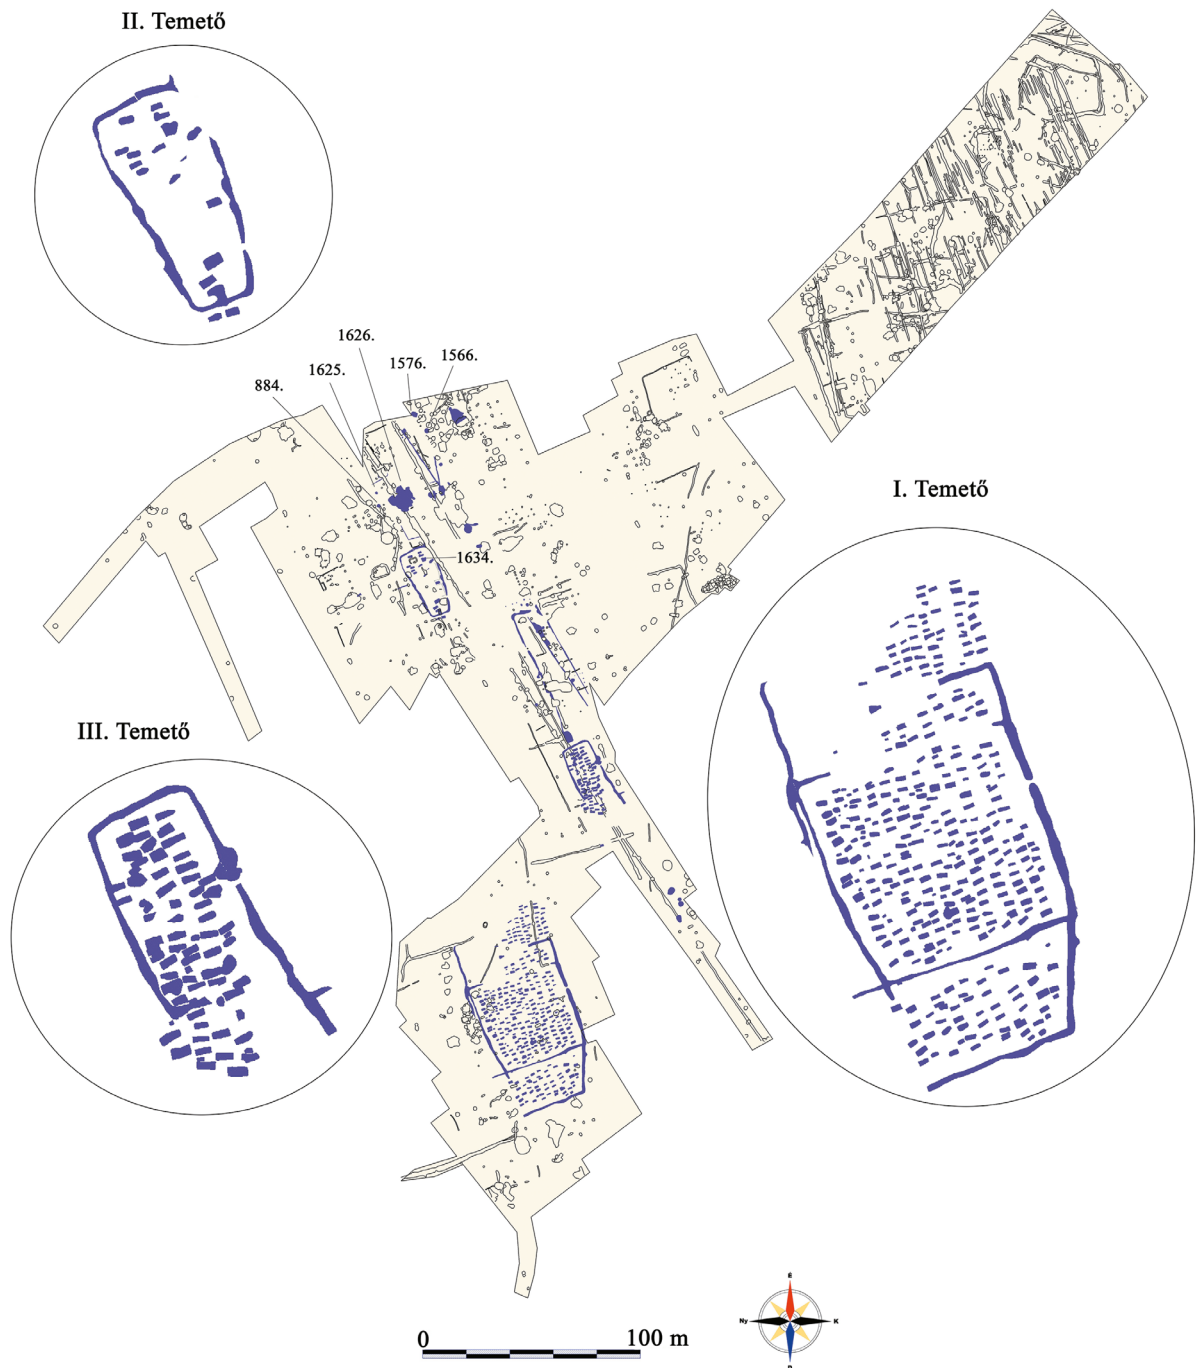 II. Temető
1626.
1625.
1576.
1566.
884.
I. Temető
1634.
III. Temető
É
Ny
K
D
0
100 m